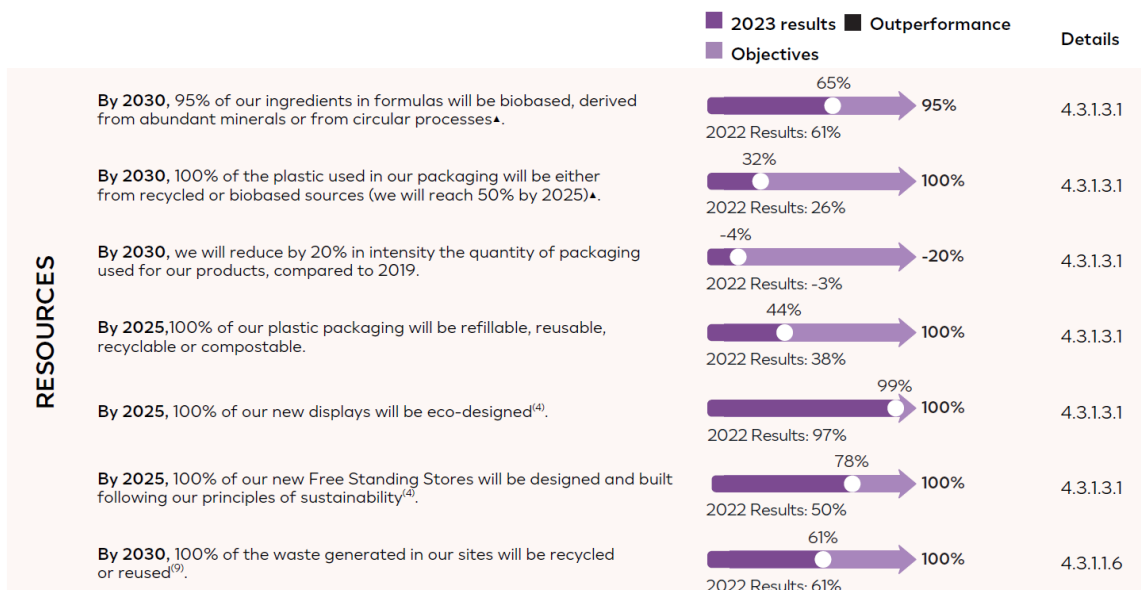 2023 results Outperformance
Objectives
Details
RESOURCES
By 2030, 95% of our ingredients in formulas will be biobased, derived
from abundant minerals or from circular processes▲.
65%
95%
2022 Results: 61%
4.3.1.3.1
By 2030, 100% of the plastic used in our packaging will be either
from recycled or biobased sources (we will reach 50% by 2025)▲.
32%
100%
2022 Results: 26%
4.3.1.3.1
By 2030, we will reduce by 20% in intensity the quantity of packaging
used for our products, compared to 2019.
-4%
-20%
2022 Results: -3%
4.3.1.3.1
By 2025,100% of our plastic packaging will be refillable, reusable,
recyclable or compostable.
44%
100%
2022 Results: 38%
4.3.1.3.1
By 2025, 100% of our new displays will be eco-designed(4).
99%
100%
2022 Results: 97%
4.3.1.3.1
By 2025, 100% of our new Free Standing Stores will be designed and built
following our principles of sustainability(4).
78%
100%
2022 Results: 50%
4.3.1.3.1
By 2030, 100% of the waste generated in our sites will be recycled
or reused(9).
61%
100%
2022 Results: 61%
4.3.1.1.6